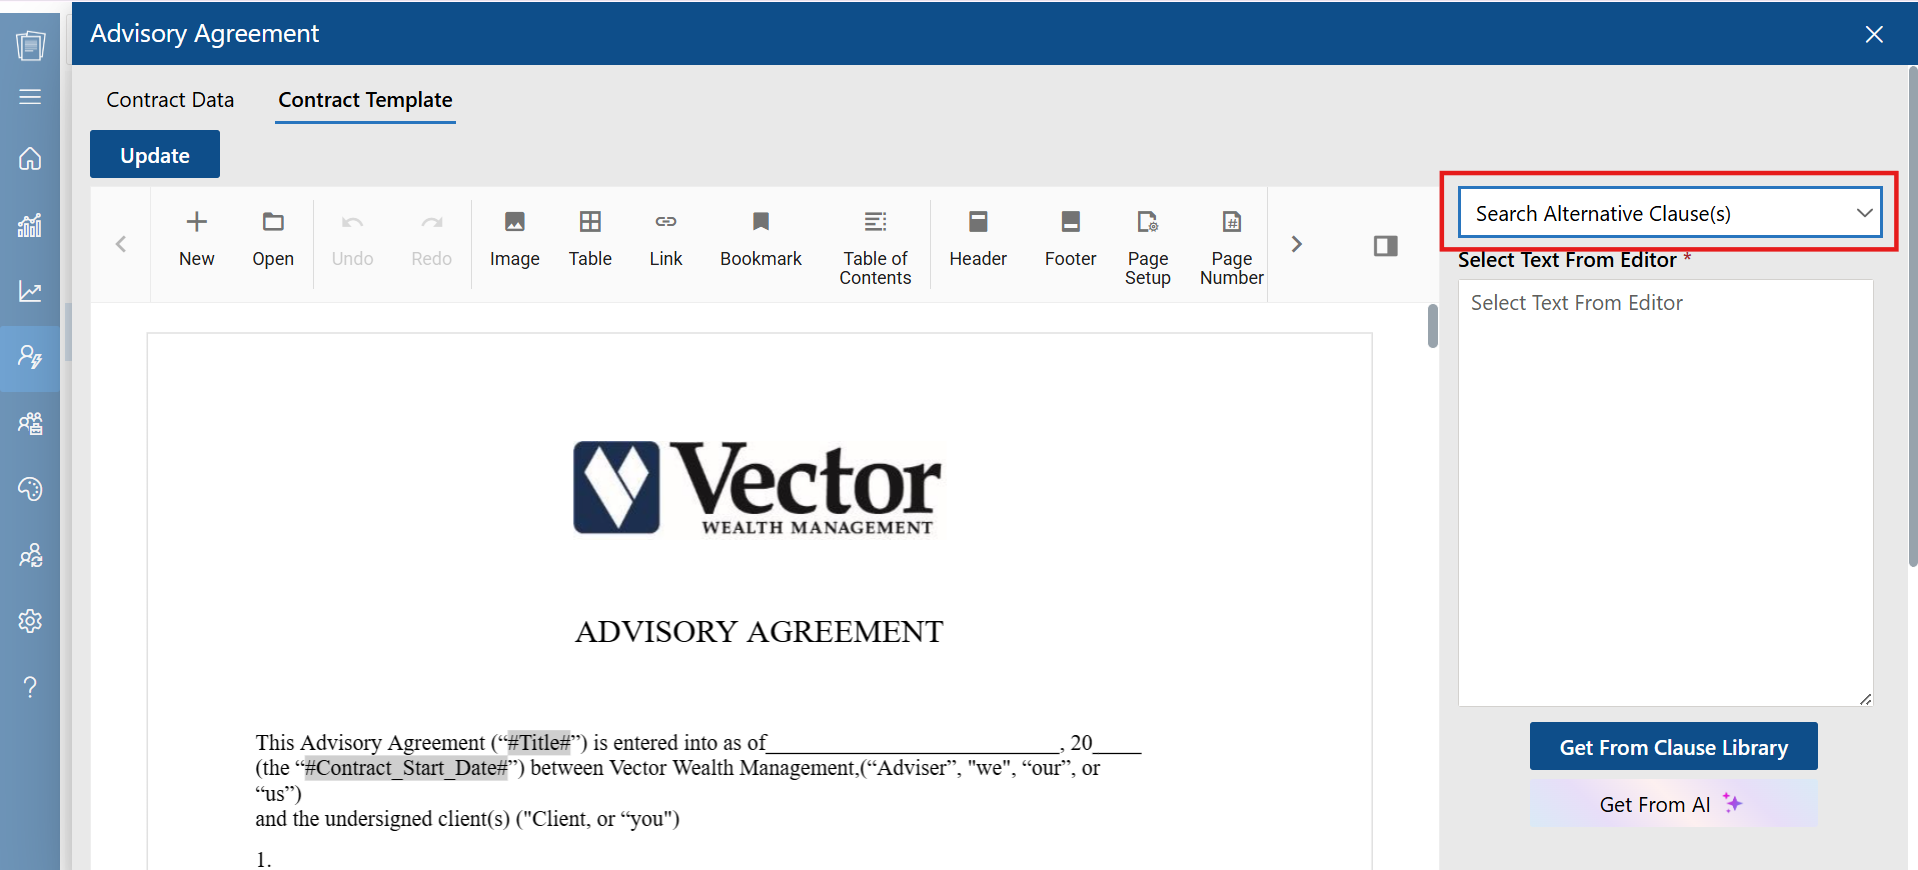 Advisory Agreement
Contract Data
Contract Template
Update
New
Open
Undo
Redo
Image
Table
Link
Bookmark
Table of
Contents
Header
Footer
Page
Setup
Page
Number
Search Alternative Clause(s)
Select Text From Editor *
Select Text From Editor
Get From Clause Library
Get From AI
Vector
WEALTH MANAGEMENT
ADVISORY AGREEMENT
This Advisory Agreement (“#Title#”) is entered into as of___________________________, 20____
(the “#Contract_Start_Date#”) between Vector Wealth Management,(“Adviser”, "we", “our”, or
“us”)
and the undersigned client(s) ("Client, or “you")
1.